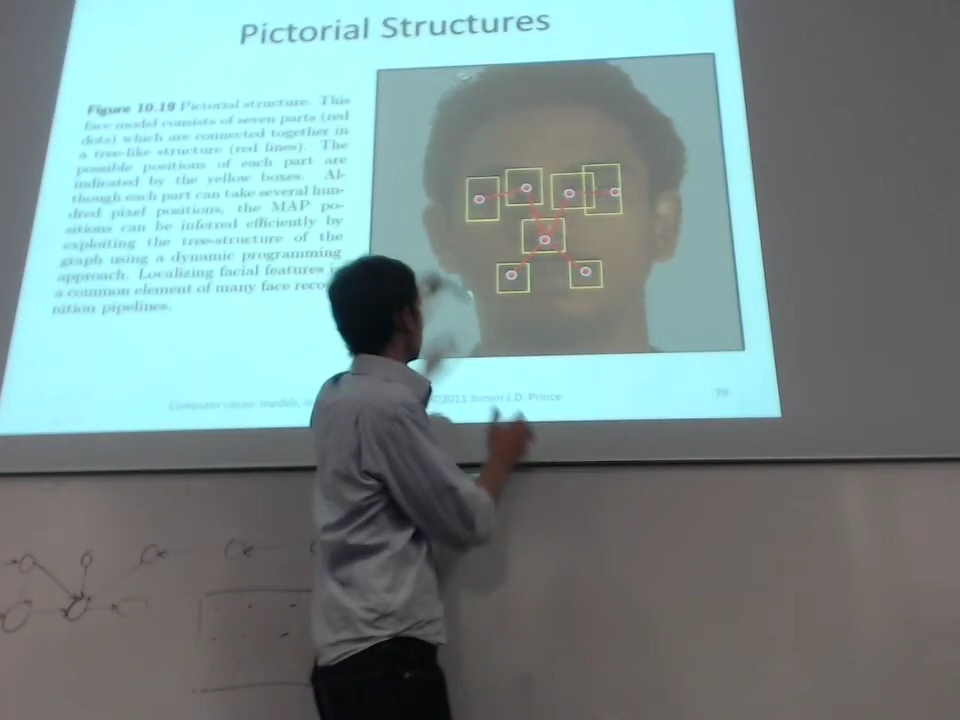 Pictorial Structures
Figure 10.19 Pictorial structure. This
face model consists of seven parts (red
dots) which are connected together in
a tree-like structure (red lines). The
possible positions of each part are
indicated by the yellow boxes. Al-
though each part can take several hun-
dred pixel positions, the MAP po-
sitions can be inferred efficiently by
exploiting the tree-structure of the
graph using a dynamic programming
approach. Localizing facial features
a common element of many face recog-
nition pipelines.
Computer vision: models, ©2011 Simon J.D. Prince 79